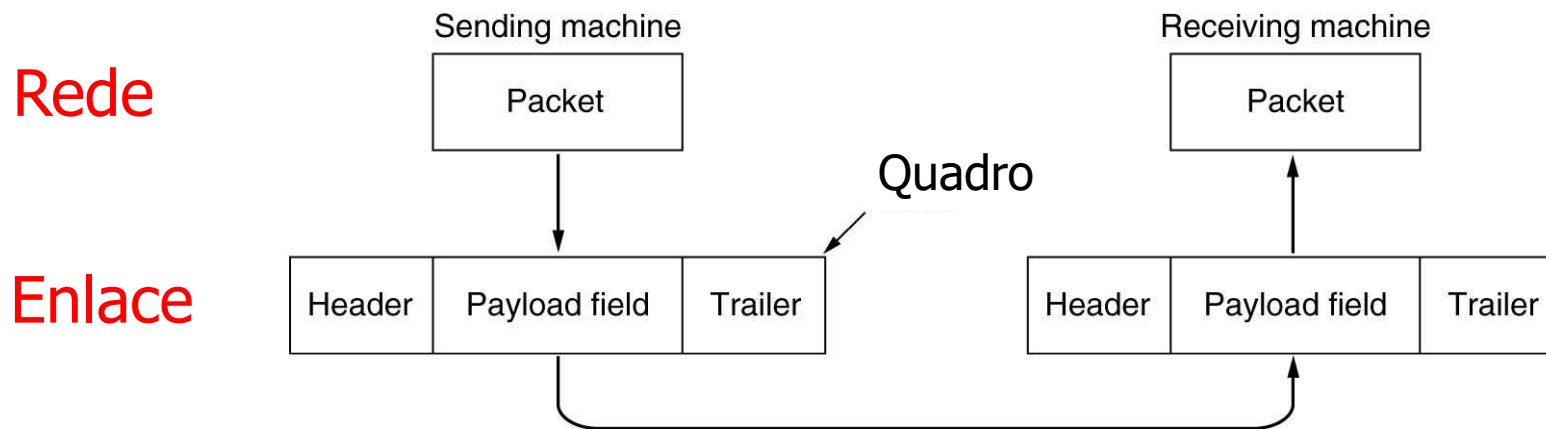 Sending machine
Receiving machine
Rede
Packet
Packet
Quadro
Enlace
Header
Payload field
Trailer
Header
Payload field
Trailer